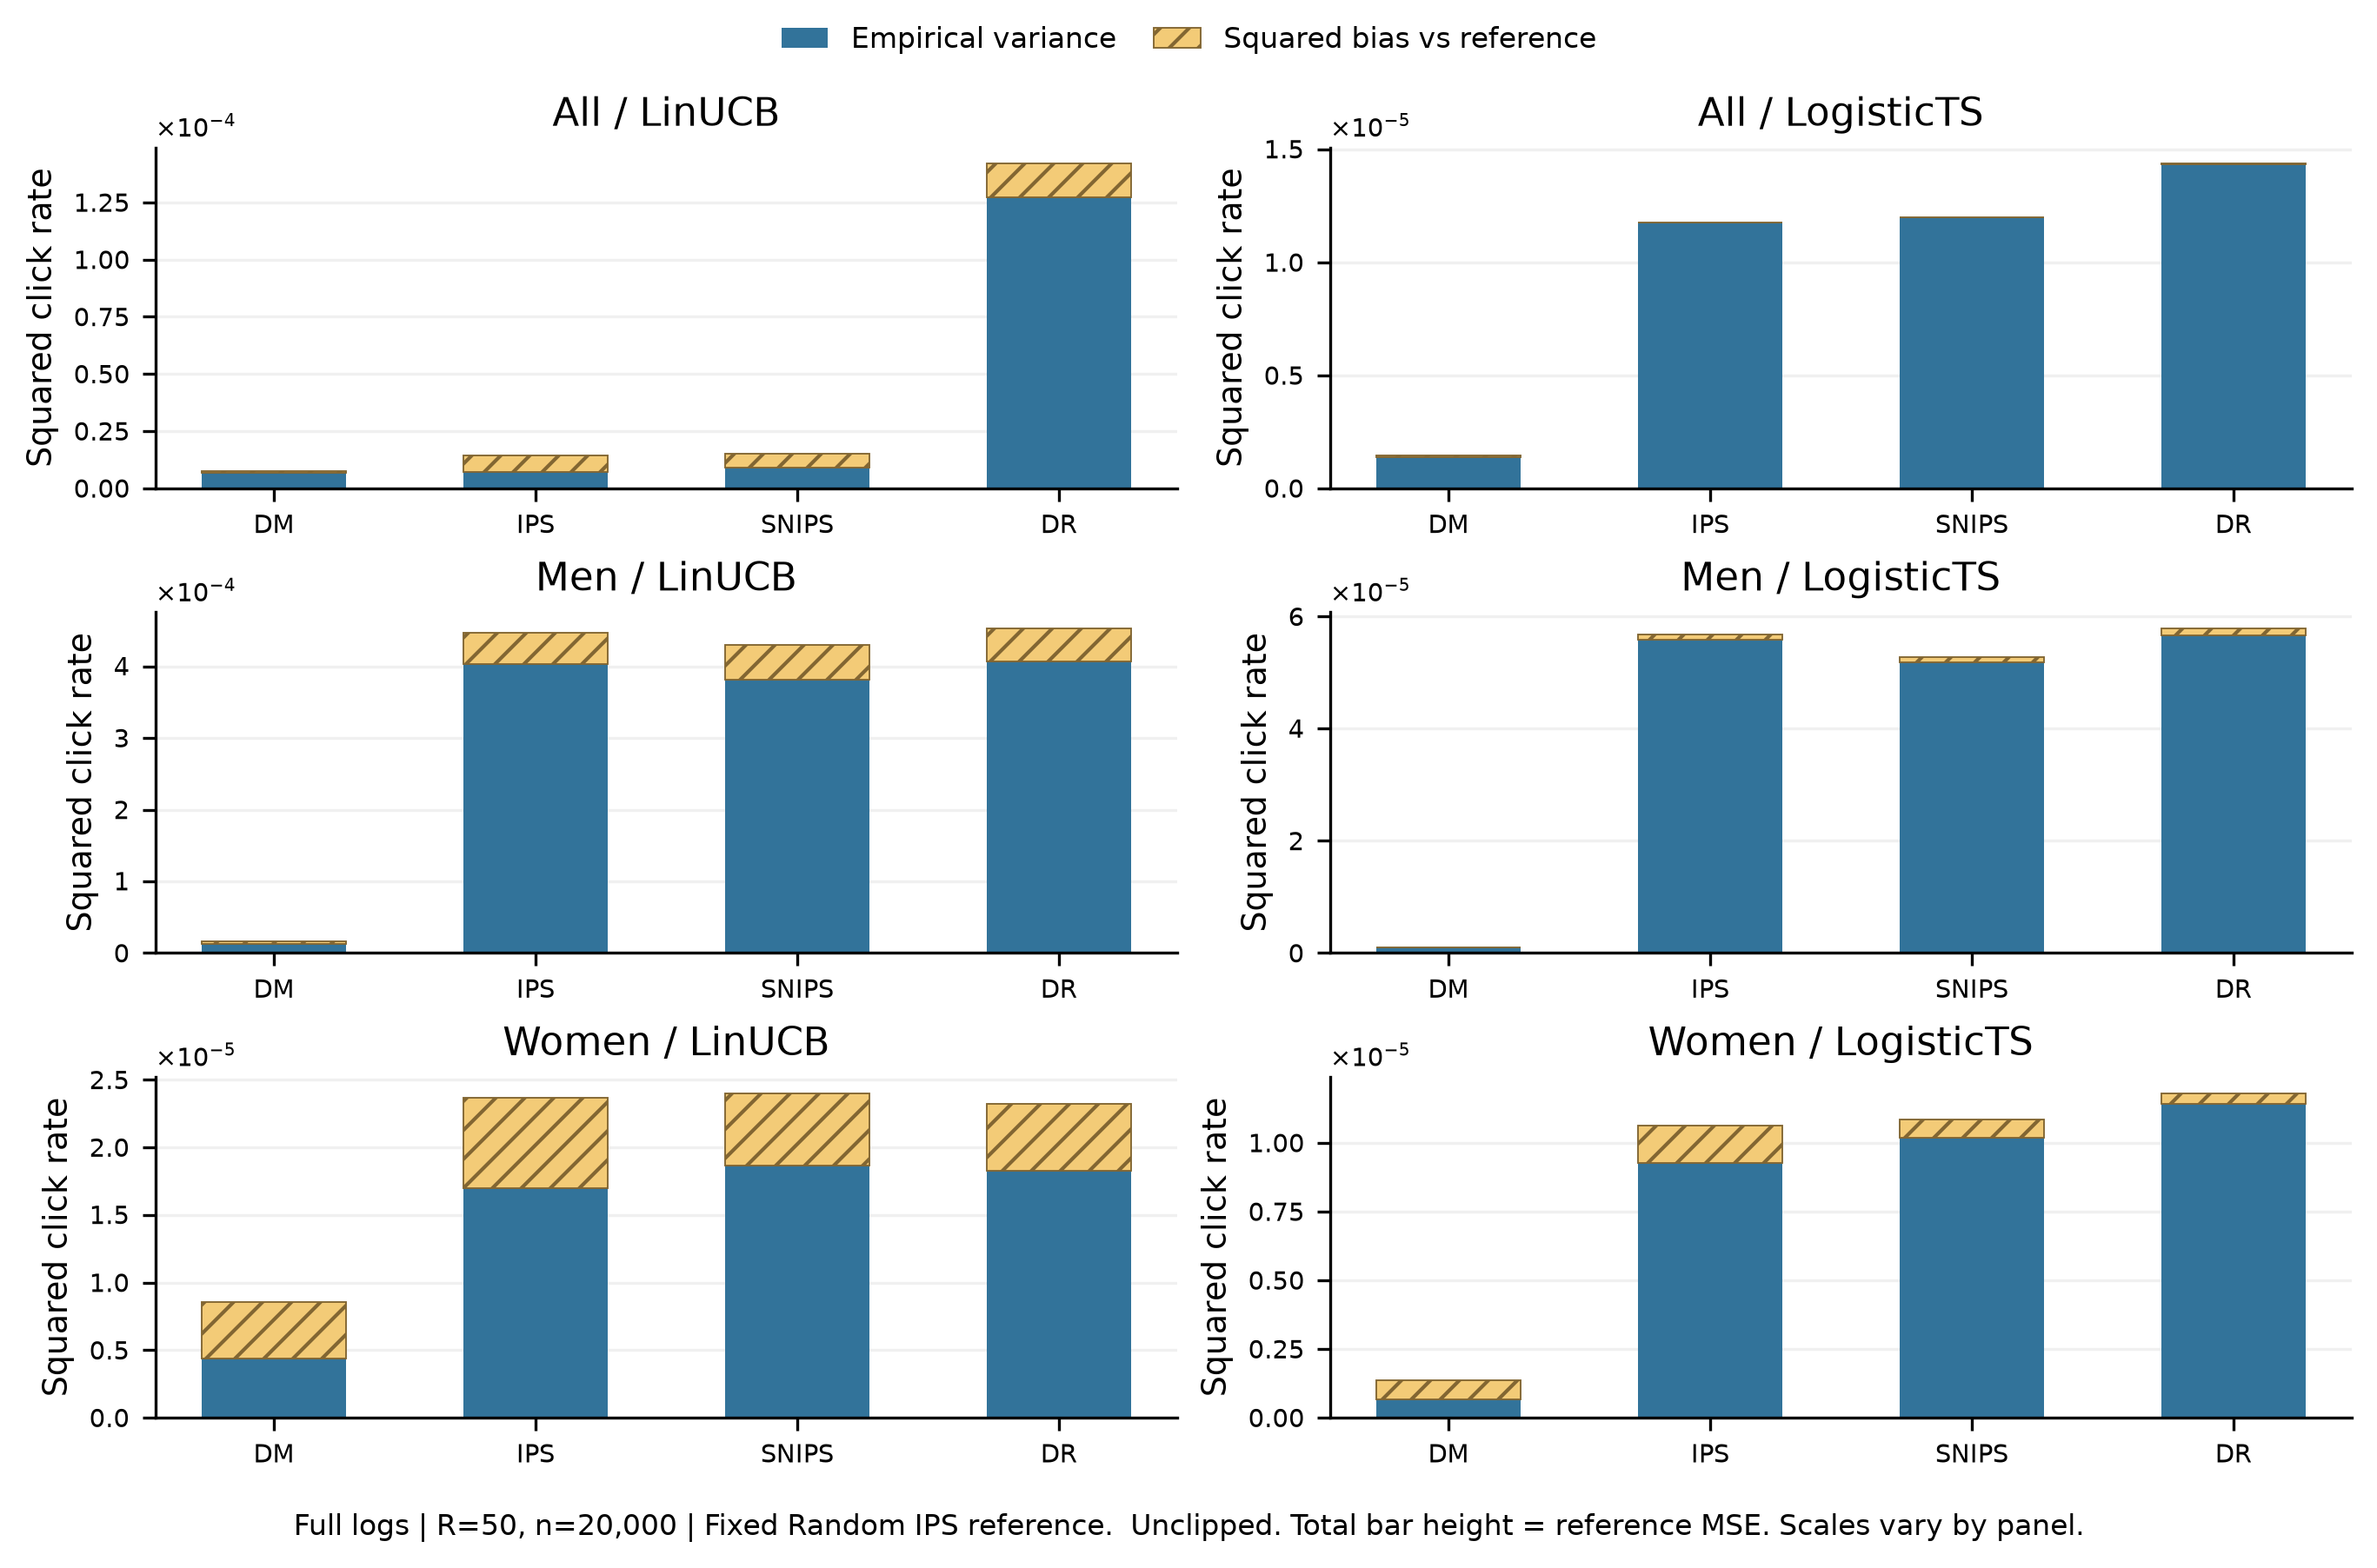 Empirical variance
Squared bias vs reference
All / LinUCB
×10⁻⁴
Squared click rate
1.25
1.00
0.75
0.50
0.25
0.00
DM
IPS
SNIPS
DR
All / LogisticTS
×10⁻⁵
Squared click rate
1.5
1.0
0.5
0.0
DM
IPS
SNIPS
DR
Men / LinUCB
×10⁻⁴
Squared click rate
4
3
2
1
0
DM
IPS
SNIPS
DR
Men / LogisticTS
×10⁻⁵
Squared click rate
6
4
2
0
DM
IPS
SNIPS
DR
Women / LinUCB
×10⁻⁵
Squared click rate
2.5
2.0
1.5
1.0
0.5
0.0
DM
IPS
SNIPS
DR
Women / LogisticTS
×10⁻⁵
Squared click rate
1.00
0.75
0.50
0.25
0.00
DM
IPS
SNIPS
DR
Full logs | R=50, n=20,000 | Fixed Random IPS reference.  Unclipped. Total bar height = reference MSE. Scales vary by panel.